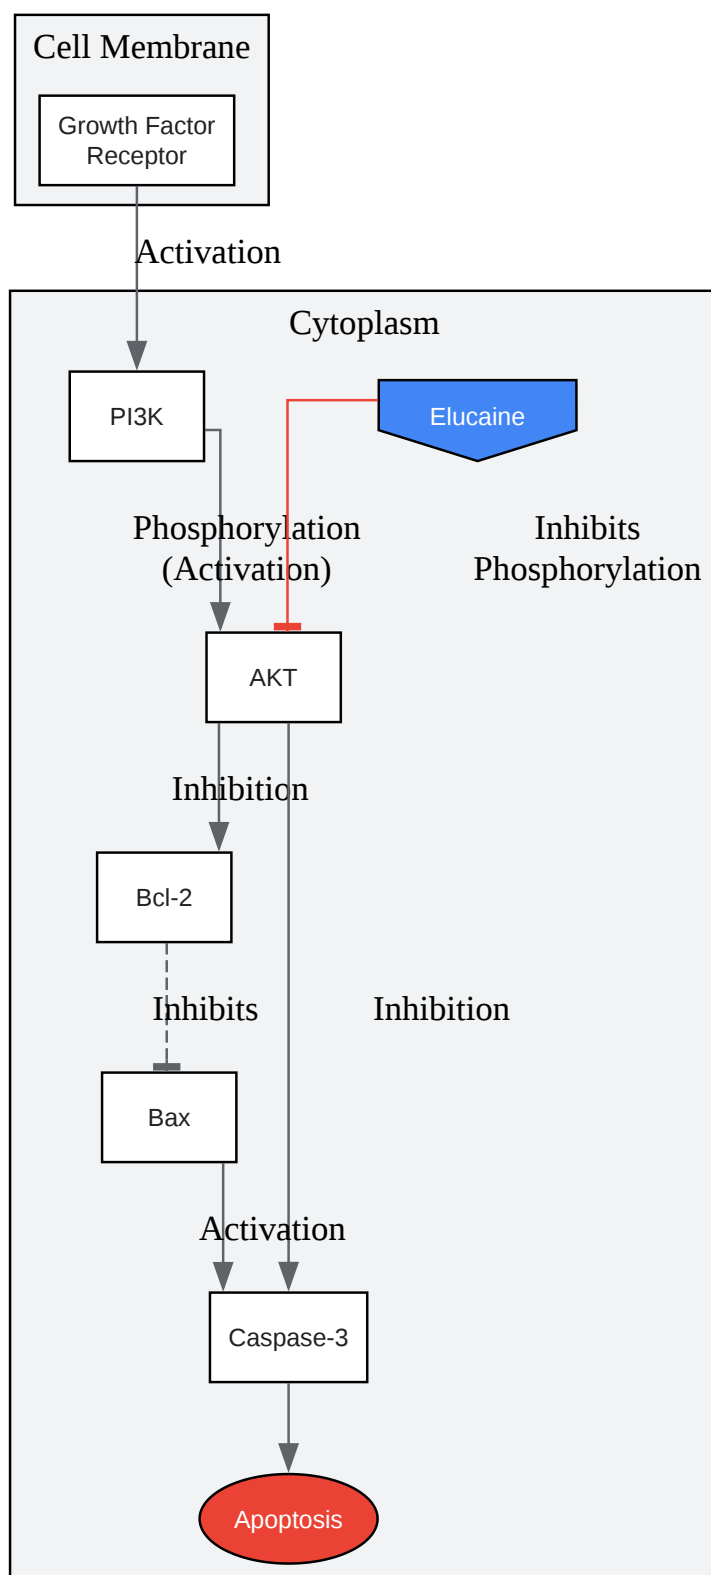 Cell Membrane
Growth Factor
Receptor
Activation
Cytoplasm
PI3K
Elucaine
Phosphorylation
(Activation)
Inhibits
Phosphorylation
AKT
Inhibition
Bcl-2
Inhibits
Inhibition
Bax
Activation
Caspase-3
Apoptosis